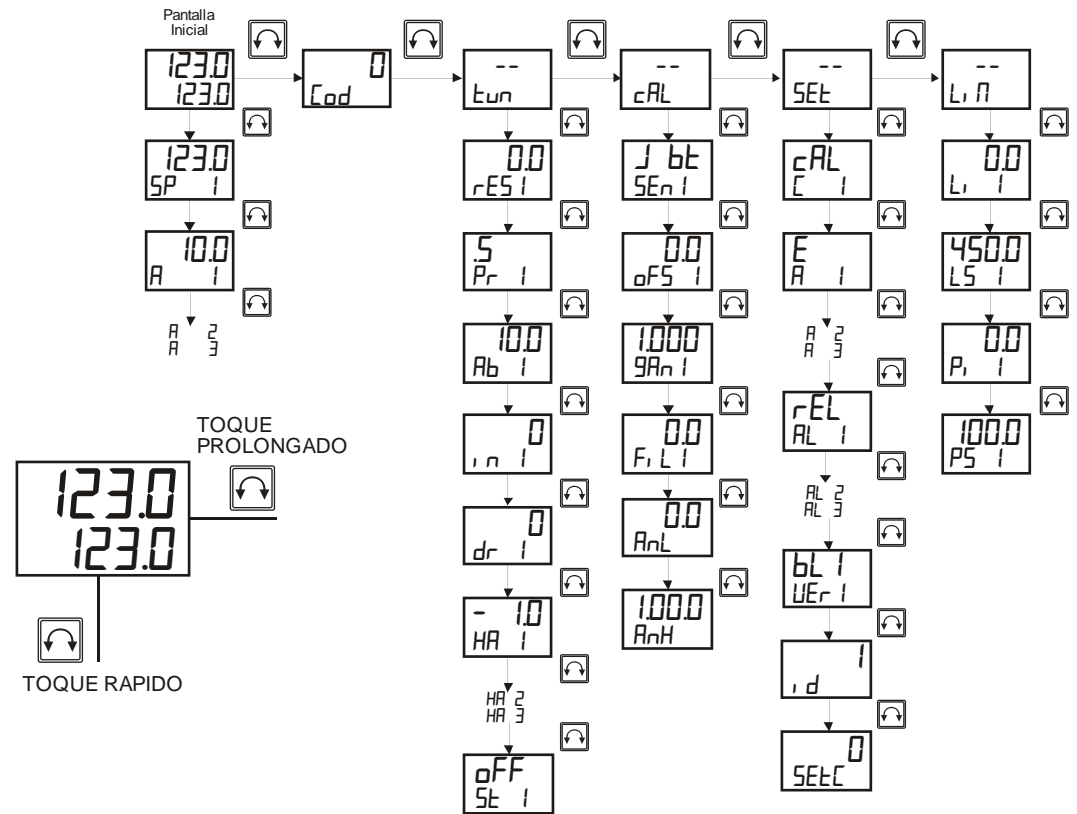 Pantalla
Inicial
123.0
123.0
0
Cod
--
tun
--
cAL
--
SEt
--
Li n
123.0
SP 1
10.0
A 1
A 2
A 3
0.0
rES1
.5
Pr 1
10.0
Ab 1
0
in 1
0
dr 1
- 1.0
HA 1
HA 2
HA 3
oFF
St 1
J bt
SEn1
0.0
oFS 1
1.000
gAn1
0.0
FiL1
0.0
AnL
1.00.0
AnH
cAL
C 1
E
A 1
A 2
A 3
rEL
AL 1
AL 2
AL 3
bL 1
UEr 1
1
id
0
SEtC
0.0
Li 1
450.0
LS 1
0.0
Pi 1
100.0
PS 1
TOQUE
PROLONGADO
123.0
123.0
TOQUE RAPIDO